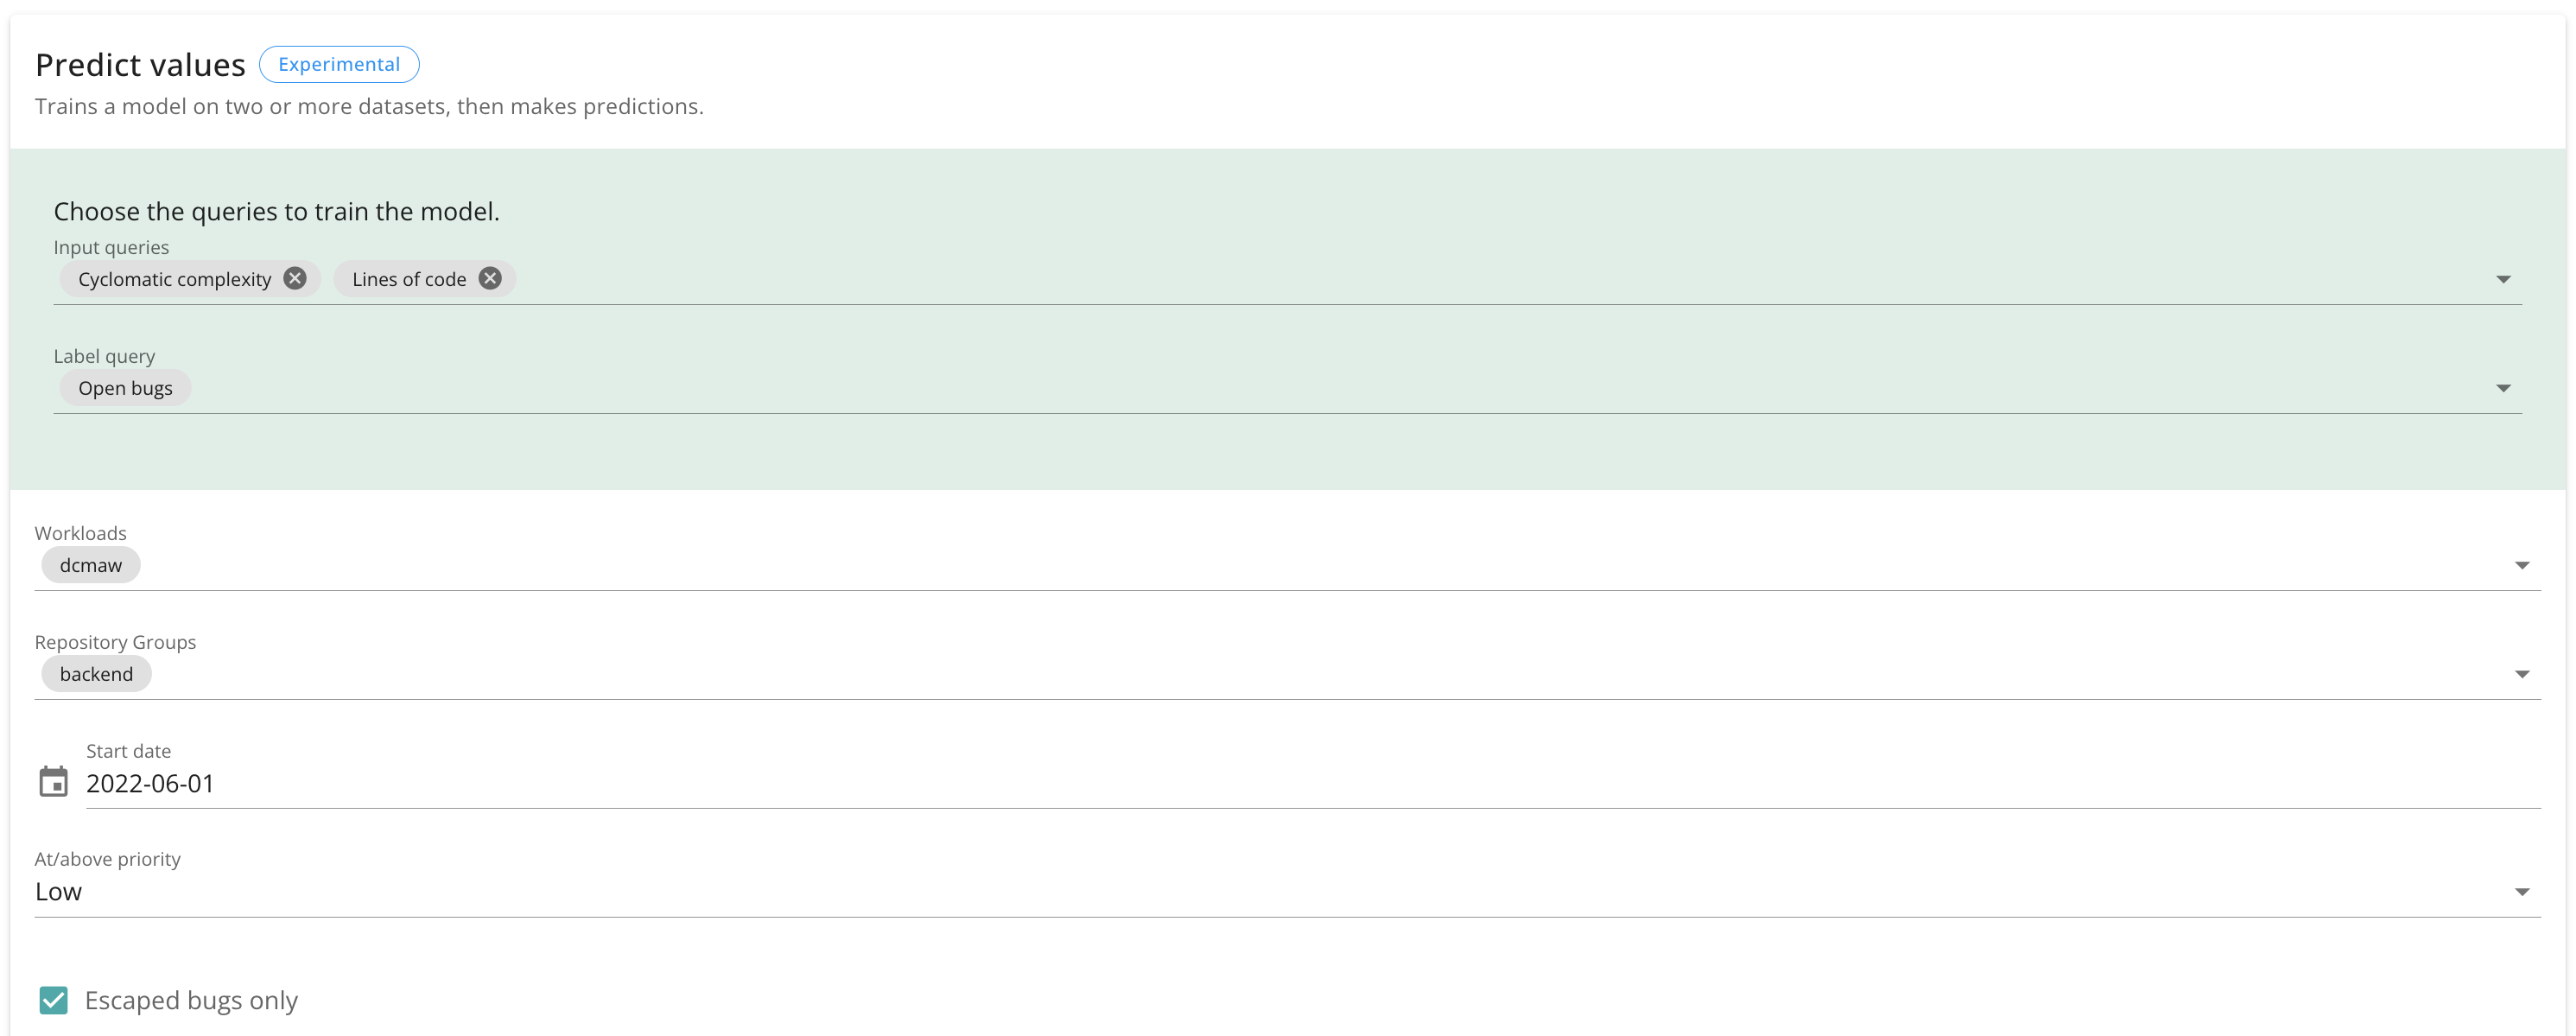 Predict values Experimental
Trains a model on two or more datasets, then makes predictions.
Choose the queries to train the model.
Input queries
Cyclomatic complexity Lines of code
Label query
Open bugs
Workloads
dcmaw
Repository Groups
backend
Start date
2022-06-01
At/above priority
Low
Escaped bugs only